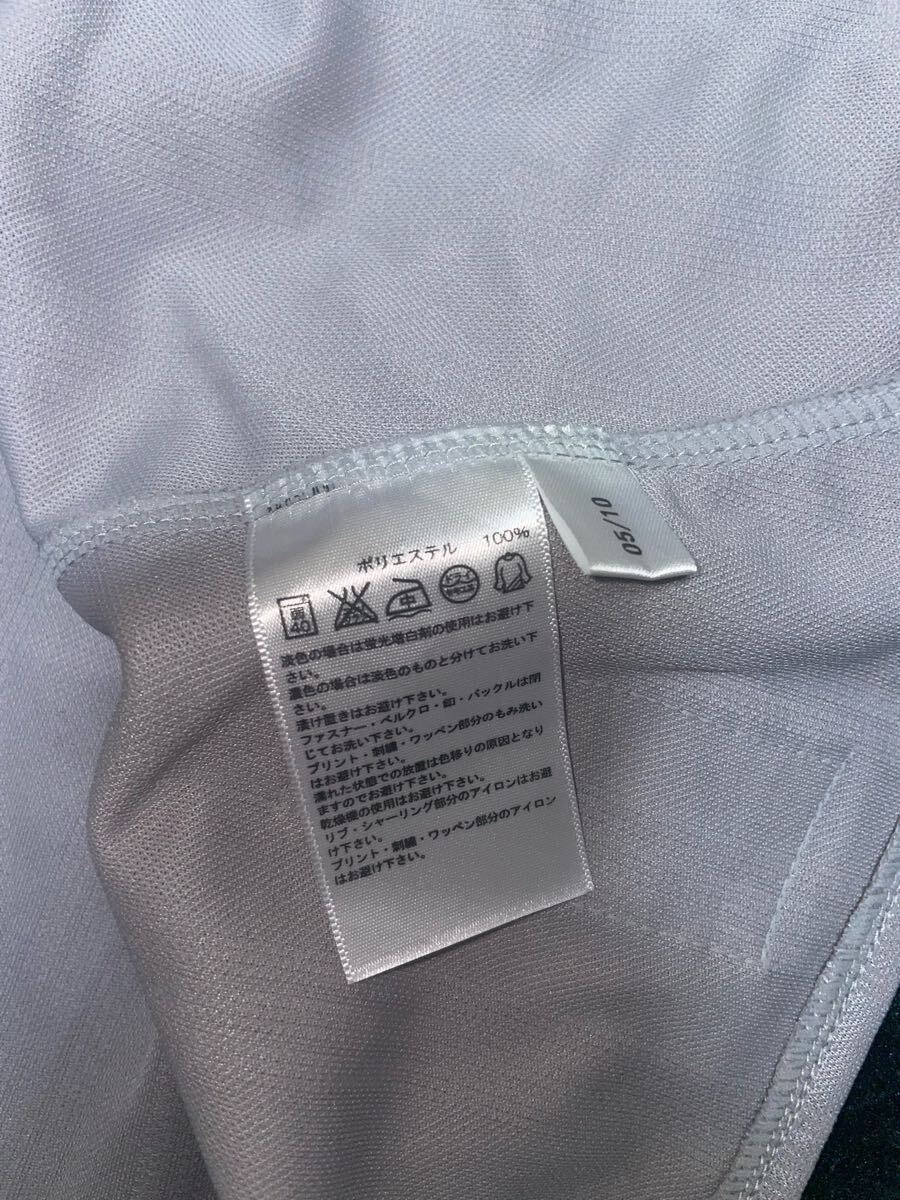 ポリエステル 100%
40
中
ドライ
淡色の場合は蛍光増白剤の使用はお避け下
さい。
濃色の場合は淡色のものと分けてお洗い下
さい。
漬け置きはお避け下さい。
ファスナー・ベルクロ・釦・バックルは閉
じてお洗い下さい。
プリント・刺繍・ワッペン部分のもみ洗い
はお避け下さい。
濡れた状態での放置は色移りの原因となり
ますのでお避け下さい。
乾燥機の使用はお避け下さい。
リブ・シャーリング部分のアイロンはお避
け下さい。
プリント・刺繍・ワッペン部分のアイロン
はお避け下さい。
05/10